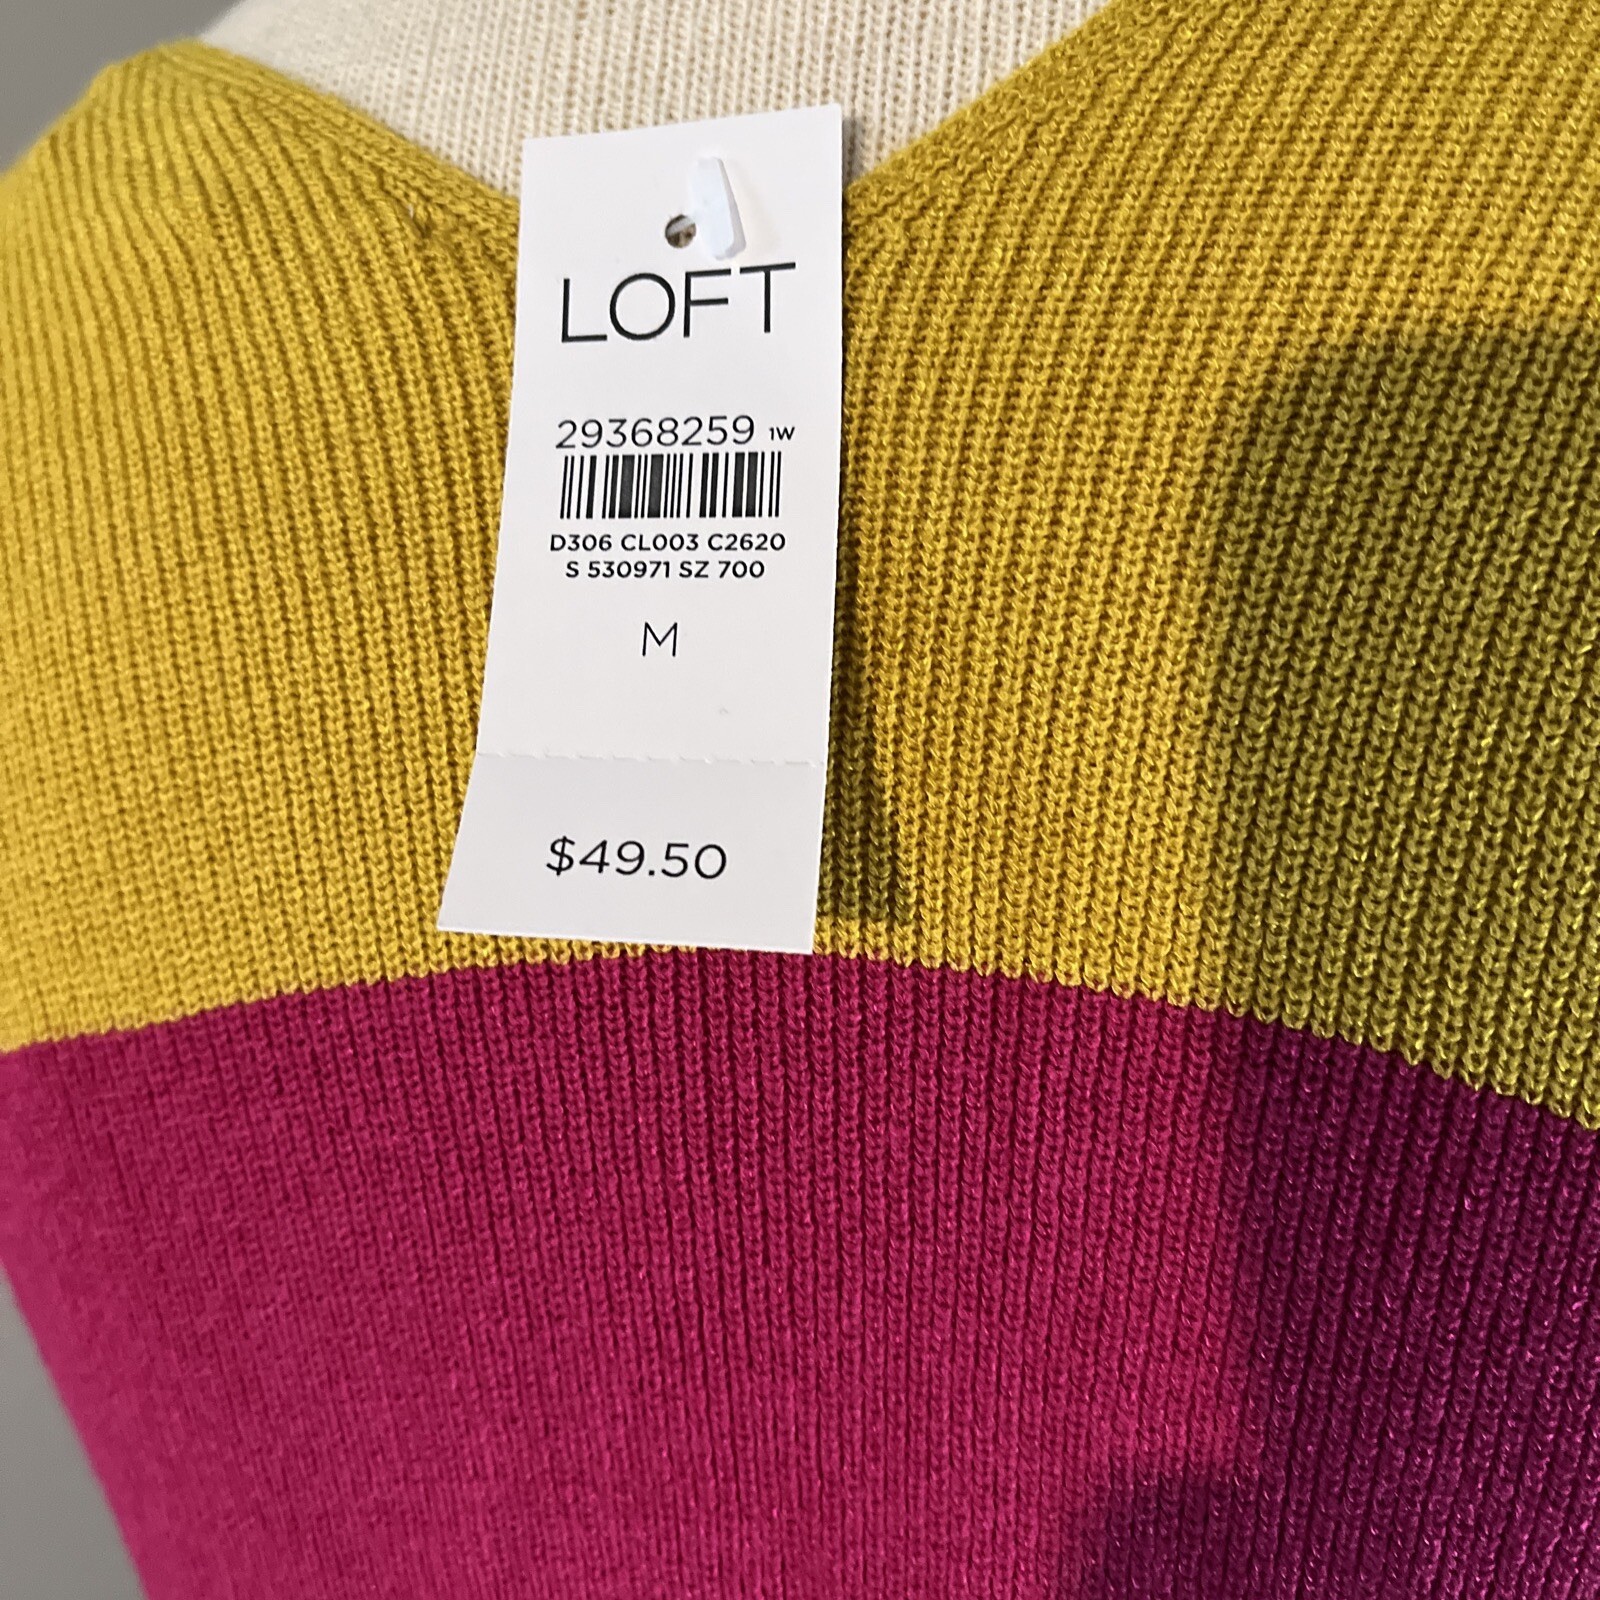 LOFT
29368259 1W
D306 CL003 C2620
S 530971 SZ 700
M
$49.50